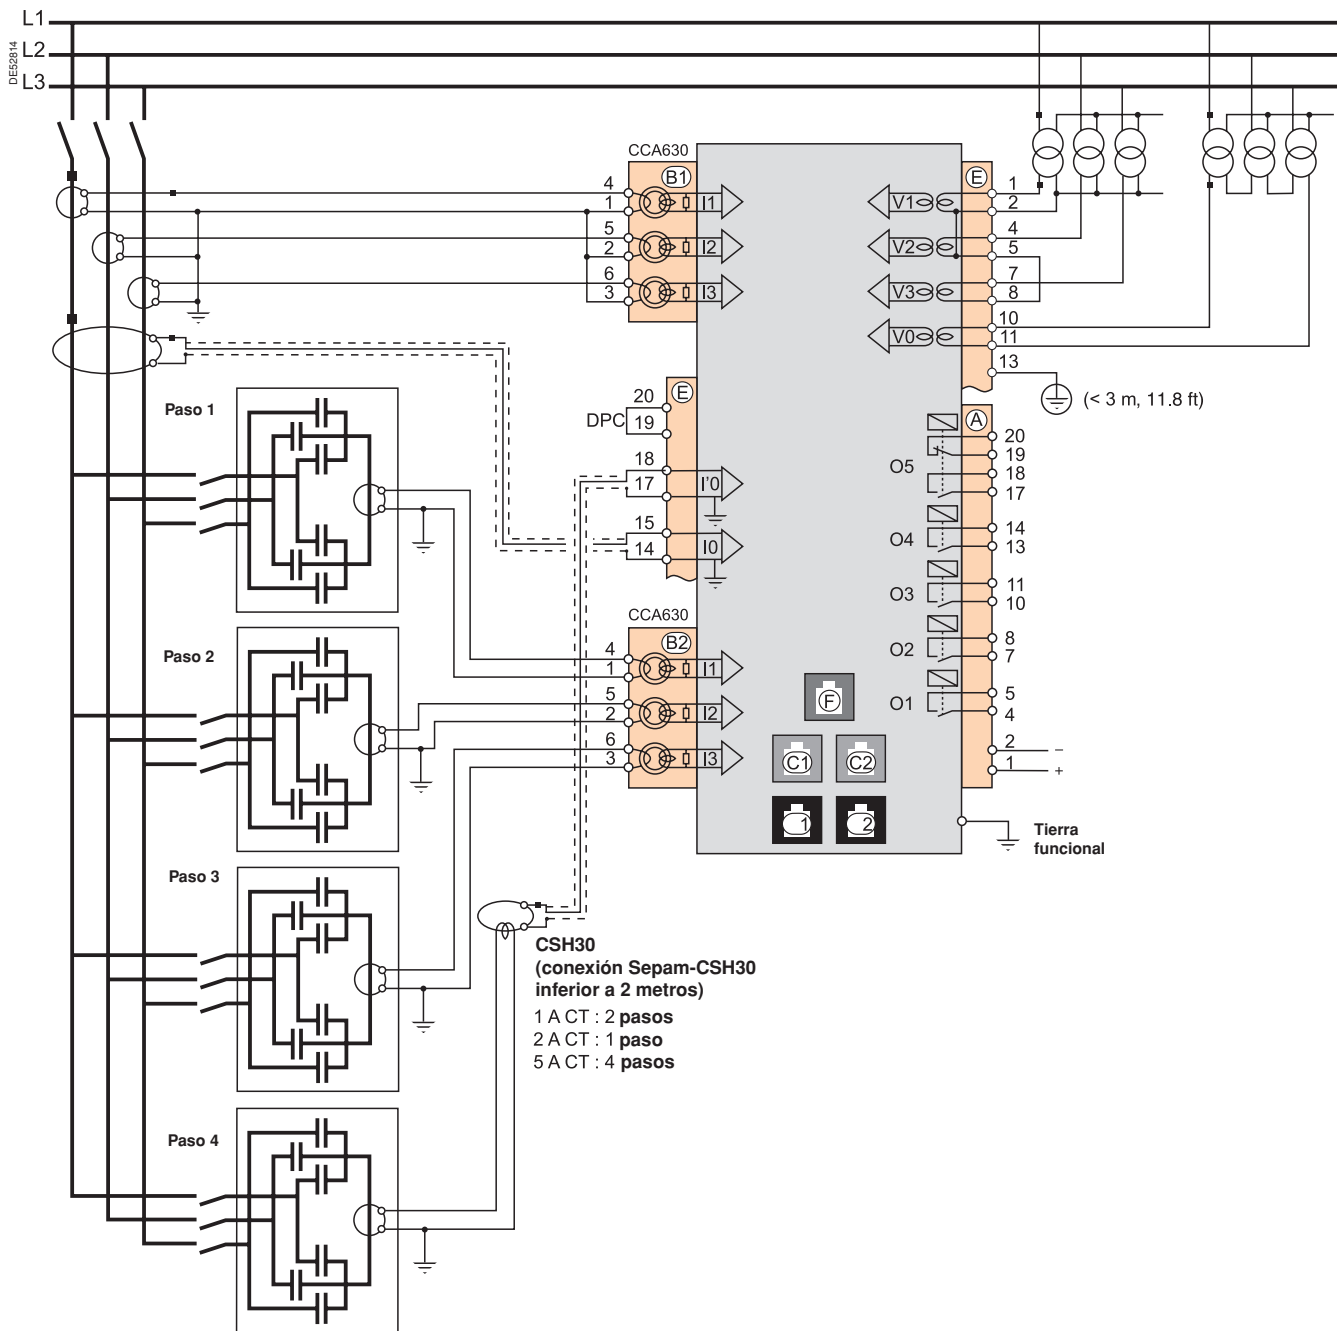 L1
DE52814
L2
L3
CCA630
B1
E
4
1
I1
V1
1
2
5
2
I2
V2
4
5
6
3
I3
V3
7
8
V0
10
11
13
(< 3 m, 11.8 ft)
Paso 1
20
E
DPC
19
18
17
I'0
15
14
I0
A
20
19
O5
18
17
14
O4
13
11
O3
10
8
O2
7
5
O1
4
2
–
1
+
CCA630
B2
4
1
I1
5
2
I2
6
3
I3
Paso 2
F
C1
C2
1
2
Tierra
funcional
Paso 3
CSH30
(conexión Sepam-CSH30
inferior a 2 metros)
1 A CT : 2 pasos
2 A CT : 1 paso
5 A CT : 4 pasos
Paso 4